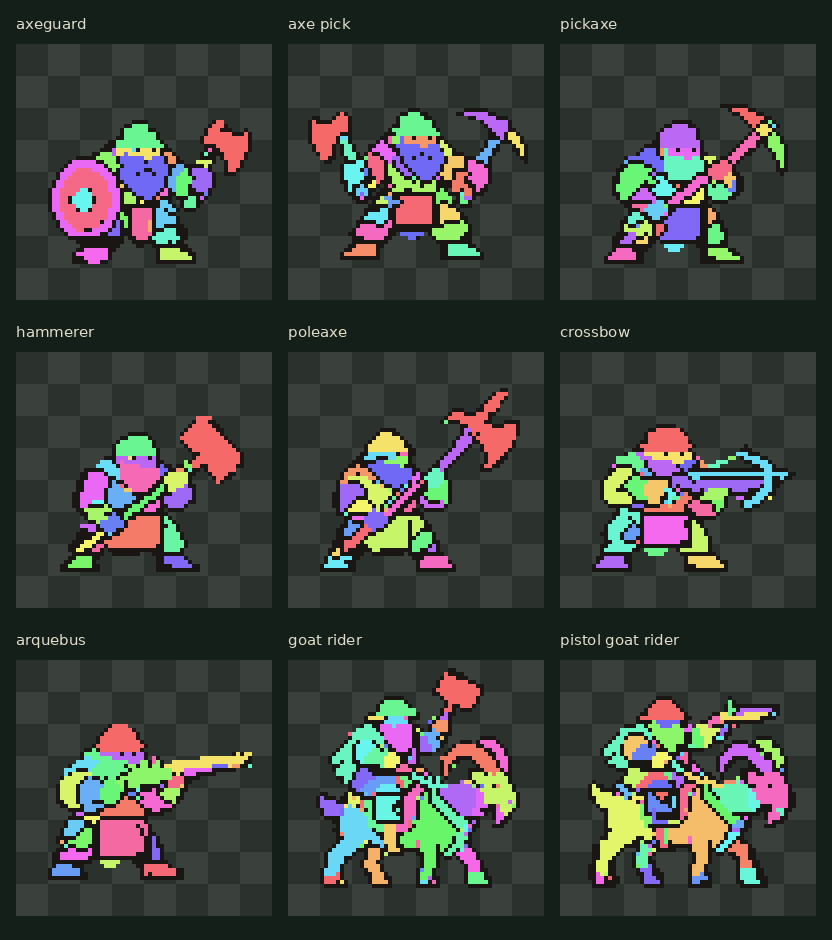 axeguard
axe pick
pickaxe
hammerer
poleaxe
crossbow
arquebus
goat rider
pistol goat rider